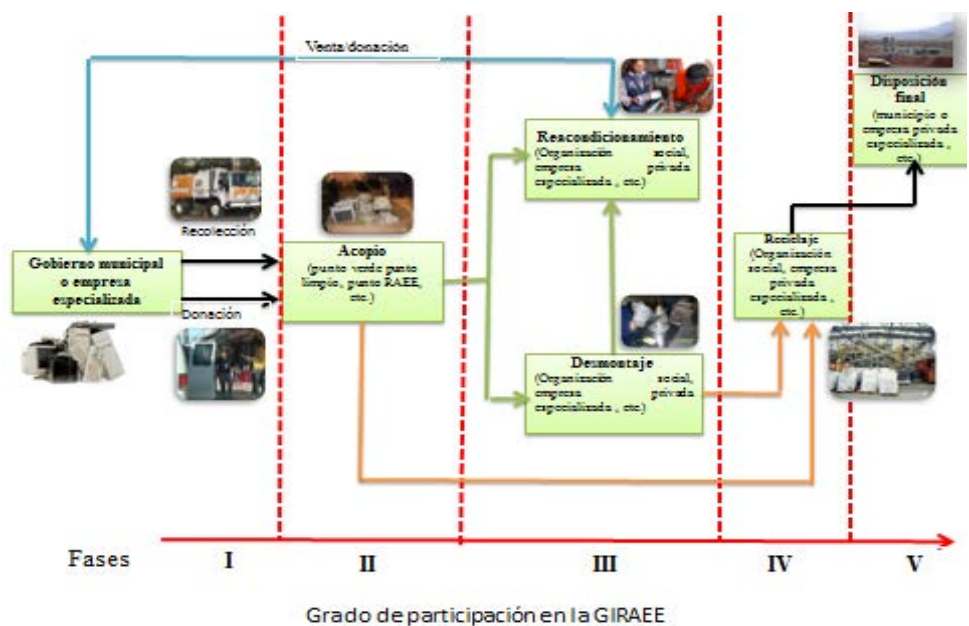 Venta/donación
Recolección
Gobierno municipal
o empresa
especializada
Donación
Acopio
(punto verde punto
limpio, punto RAEE,
etc.)
Reacondicionamiento
(Organización social,
empresa privada
especializada , etc.)
Desmontaje
(Organización social,
empresa privada
especializada , etc.)
Reciclaje
(Organización
social, empresa
privada
especializada ,
etc.)
Disposición
final
(municipio o
empresa privada
especializada ,
etc.)
Fases I II III IV V
Grado de participación en la GIRAEE